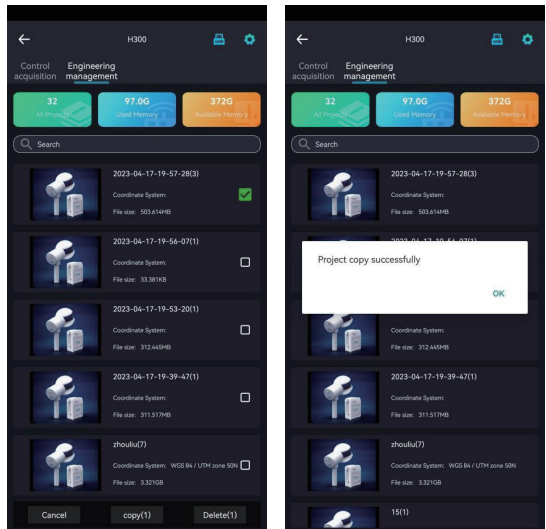 H300
Control acquisition
Engineering management
32
All Projects
97.0G
Used Memory
372G
Available Memory
Search
2023-04-17-19-57-28(3)
Coordinate System:
File size: 503.614MB
2023-04-17-19-56-07(1)
Coordinate System:
File size: 33.381KB
2023-04-17-19-53-20(1)
Coordinate System:
File size: 312.445MB
2023-04-17-19-39-47(1)
Coordinate System:
File size: 311.517MB
zhouliu(7)
Coordinate System: WGS 84 / UTM zone 50N
File size: 3.321GB
Cancel
copy(1)
Delete(1)
H300
Control acquisition
Engineering management
32
All Projects
97.0G
Used Memory
372G
Available Memory
Search
2023-04-17-19-57-28(3)
Coordinate System:
File size: 503.614MB
2023-04-17-19-56-07(1)
Project copy successfully
OK
Coordinate System:
File size: 312.445MB
2023-04-17-19-39-47(1)
Coordinate System:
File size: 311.517MB
zhouliu(7)
Coordinate System: WGS 84 / UTM zone 50N
File size: 3.321GB
15(1)